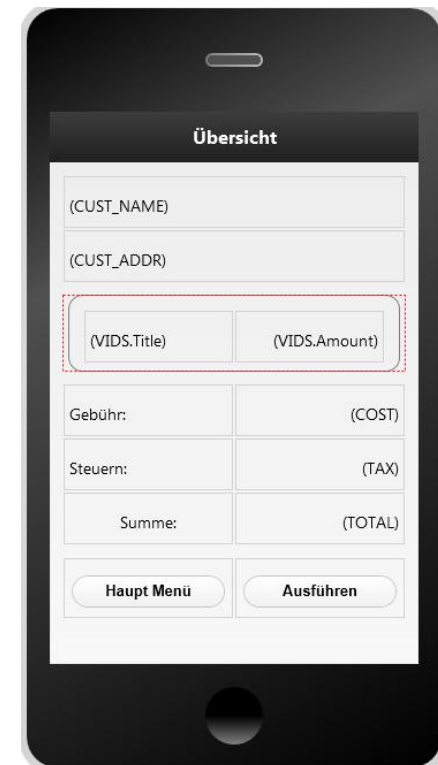 Übersicht
(CUST_NAME)
(CUST_ADDR)
(VIDS.Title) (VIDS.Amount)
Gebühr: (COST)
Steuern: (TAX)
Summe: (TOTAL)
Haupt Menü Ausführen